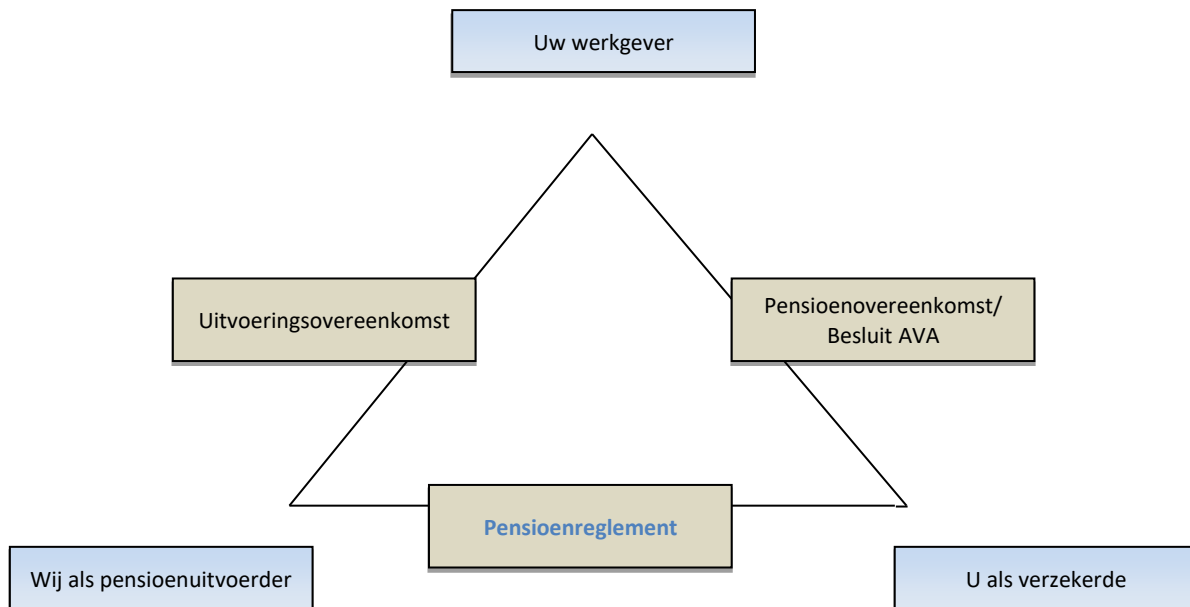 Uw werkgever
Uitvoeringsovereenkomst
Pensioenovereenkomst/
Besluit AVA
Pensioenreglement
Wij als pensioenuitvoerder
U als verzekerde